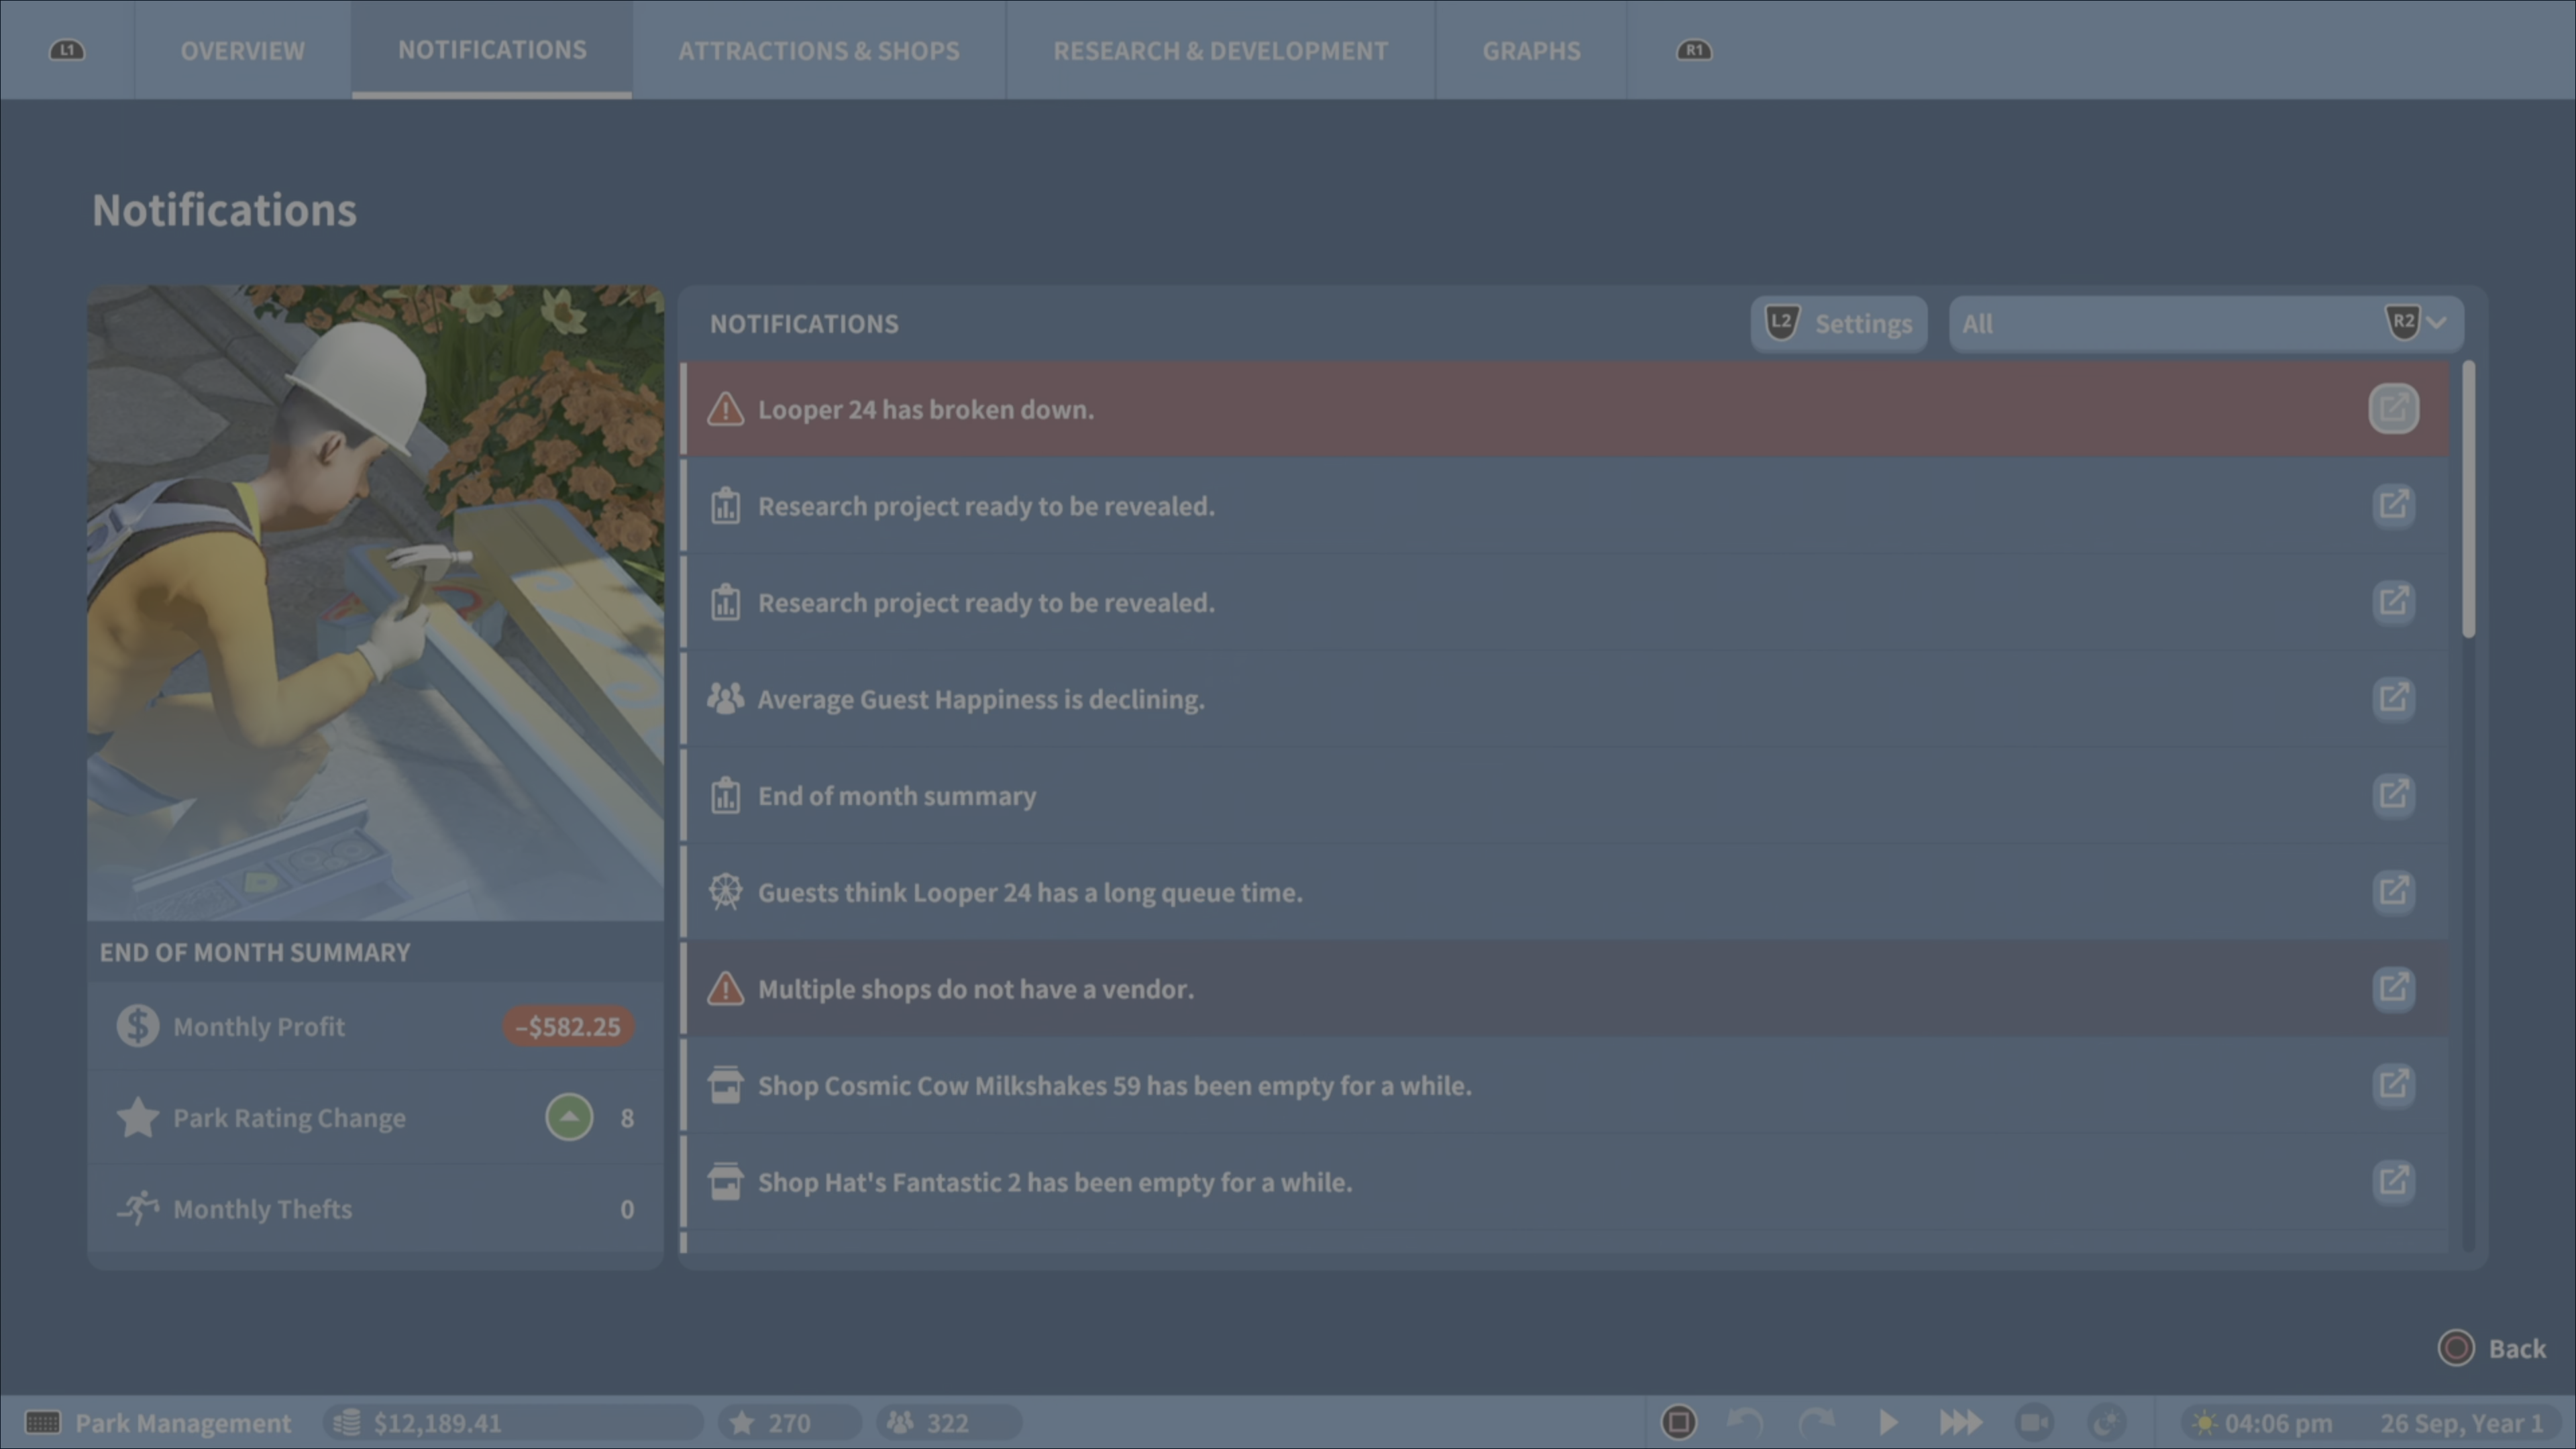 L1 OVERVIEW NOTIFICATIONS ATTRACTIONS & SHOPS RESEARCH & DEVELOPMENT GRAPHS R1
Notifications
NOTIFICATIONS L2 Settings All R2
Looper 24 has broken down.
Research project ready to be revealed.
Research project ready to be revealed.
Average Guest Happiness is declining.
End of month summary
Guests think Looper 24 has a long queue time.
Multiple shops do not have a vendor.
Shop Cosmic Cow Milkshakes 59 has been empty for a while.
Shop Hat's Fantastic 2 has been empty for a while.
END OF MONTH SUMMARY
Monthly Profit –$582.25
Park Rating Change 8
Monthly Thefts 0
Back
Park Management $12,189.41 270 322 04:06 pm 26 Sep, Year 1